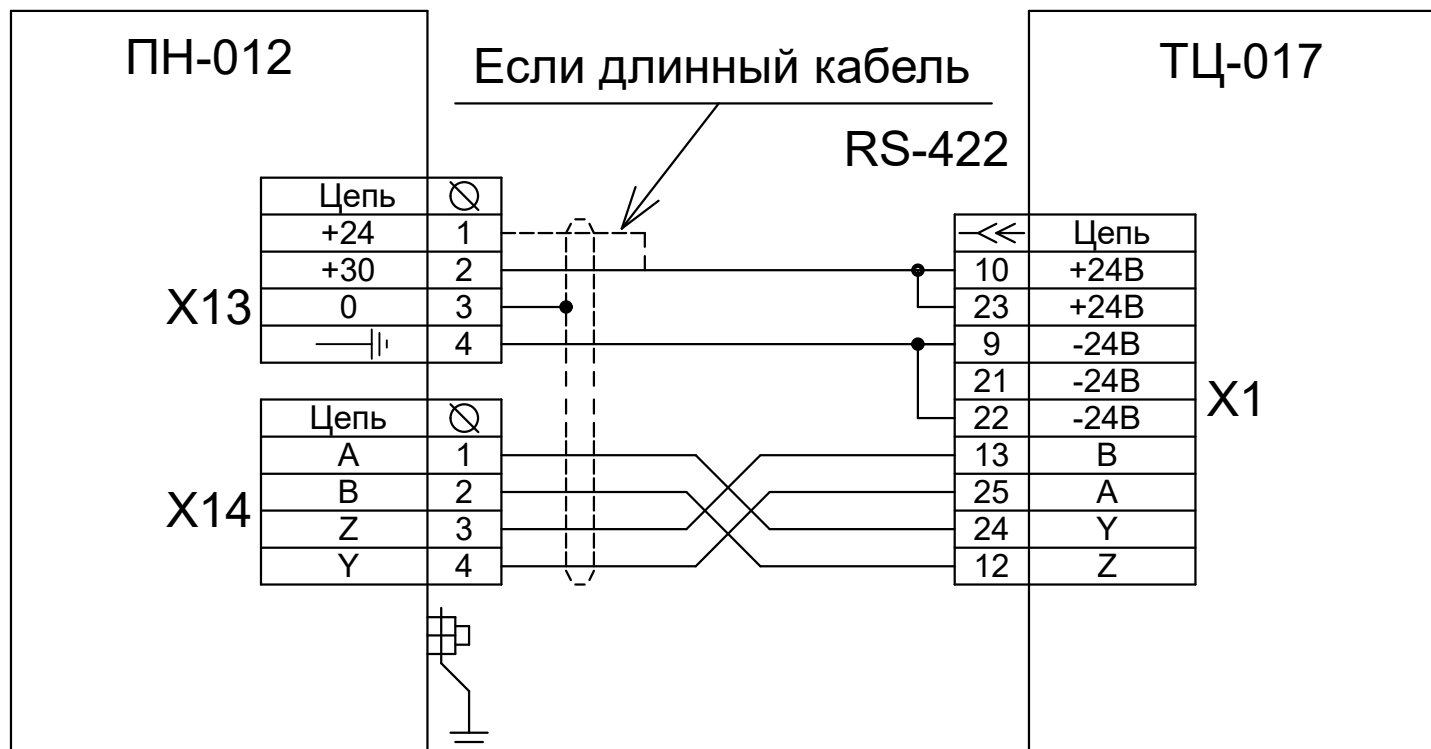 ПН-012
Если длинный кабель
ТЦ-017
RS-422
X13
Цепь
+24 1
+30 2
0 3
4
X14
Цепь
A 1
B 2
Z 3
Y 4
X1
Цепь
10 +24В
23 +24В
9 -24В
21 -24В
22 -24В
13 B
25 A
24 Y
12 Z